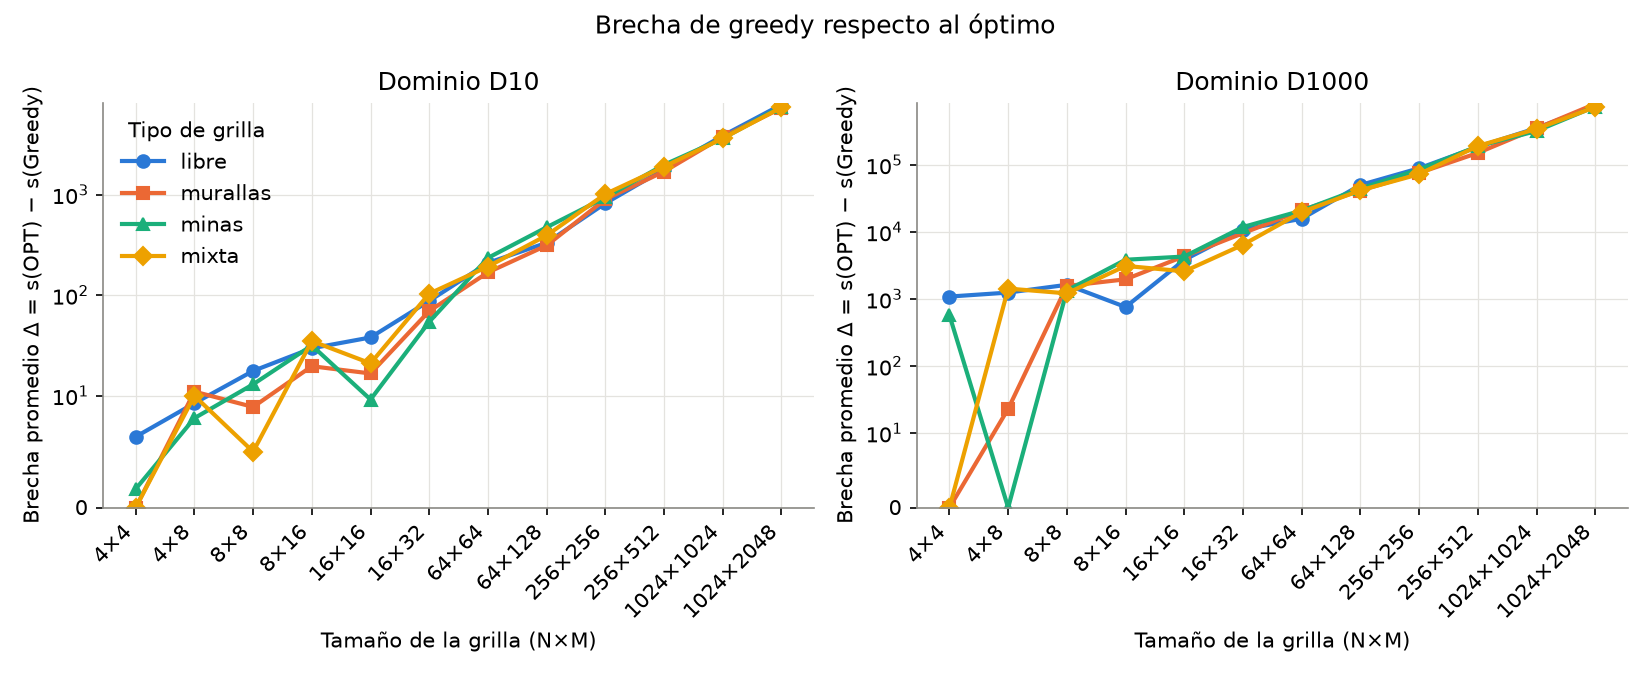 Brecha de greedy respecto al óptimo
Dominio D10
Brecha promedio Δ = s(OPT) − s(Greedy)
10³
10²
10¹
0
Tipo de grilla
libre
murallas
minas
mixta
4×4
4×8
8×8
8×16
16×16
16×32
64×64
64×128
256×256
256×512
1024×1024
1024×2048
Tamaño de la grilla (N×M)
Dominio D1000
Brecha promedio Δ = s(OPT) − s(Greedy)
10⁵
10⁴
10³
10²
10¹
0
4×4
4×8
8×8
8×16
16×16
16×32
64×64
64×128
256×256
256×512
1024×1024
1024×2048
Tamaño de la grilla (N×M)